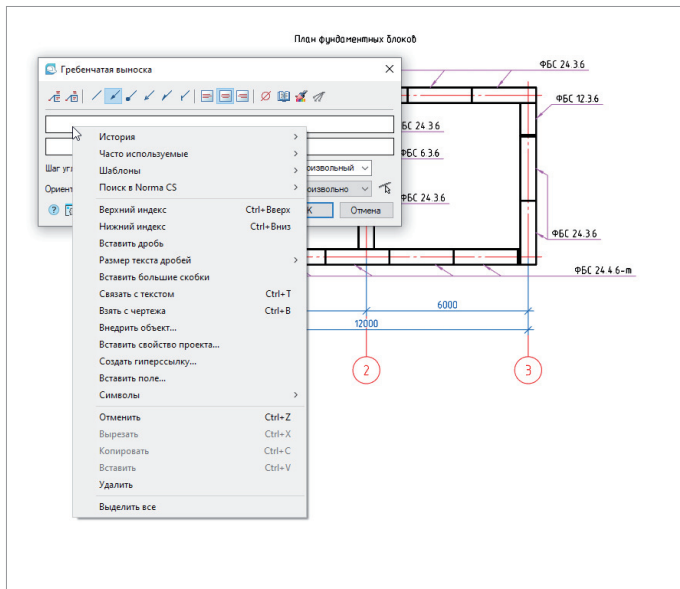 План фундаментных блоков
Гребенчатая выноска
ФБС 24.3.6
ФБС 12.3.6
ФБС 24.3.6
ФБС 6.3.6
ФБС 24.3.6
ФБС 24.3.6
ФБС 24.4.6-т
6000
12000
2
3
Шаг
Ориент
Отмена
История
Часто используемые
Шаблоны
Поиск в Norma CS
Верхний индекс Ctrl+Вверх
Нижний индекс Ctrl+Вниз
Вставить дробь
Размер текста дробей
Вставить большие скобки
Связать с текстом Ctrl+T
Взять с чертежа Ctrl+B
Внедрить объект...
Вставить свойство проекта...
Создать гиперссылку...
Вставить поле...
Символы
Отменить Ctrl+Z
Вырезать Ctrl+X
Копировать Ctrl+C
Вставить Ctrl+V
Удалить
Выделить все